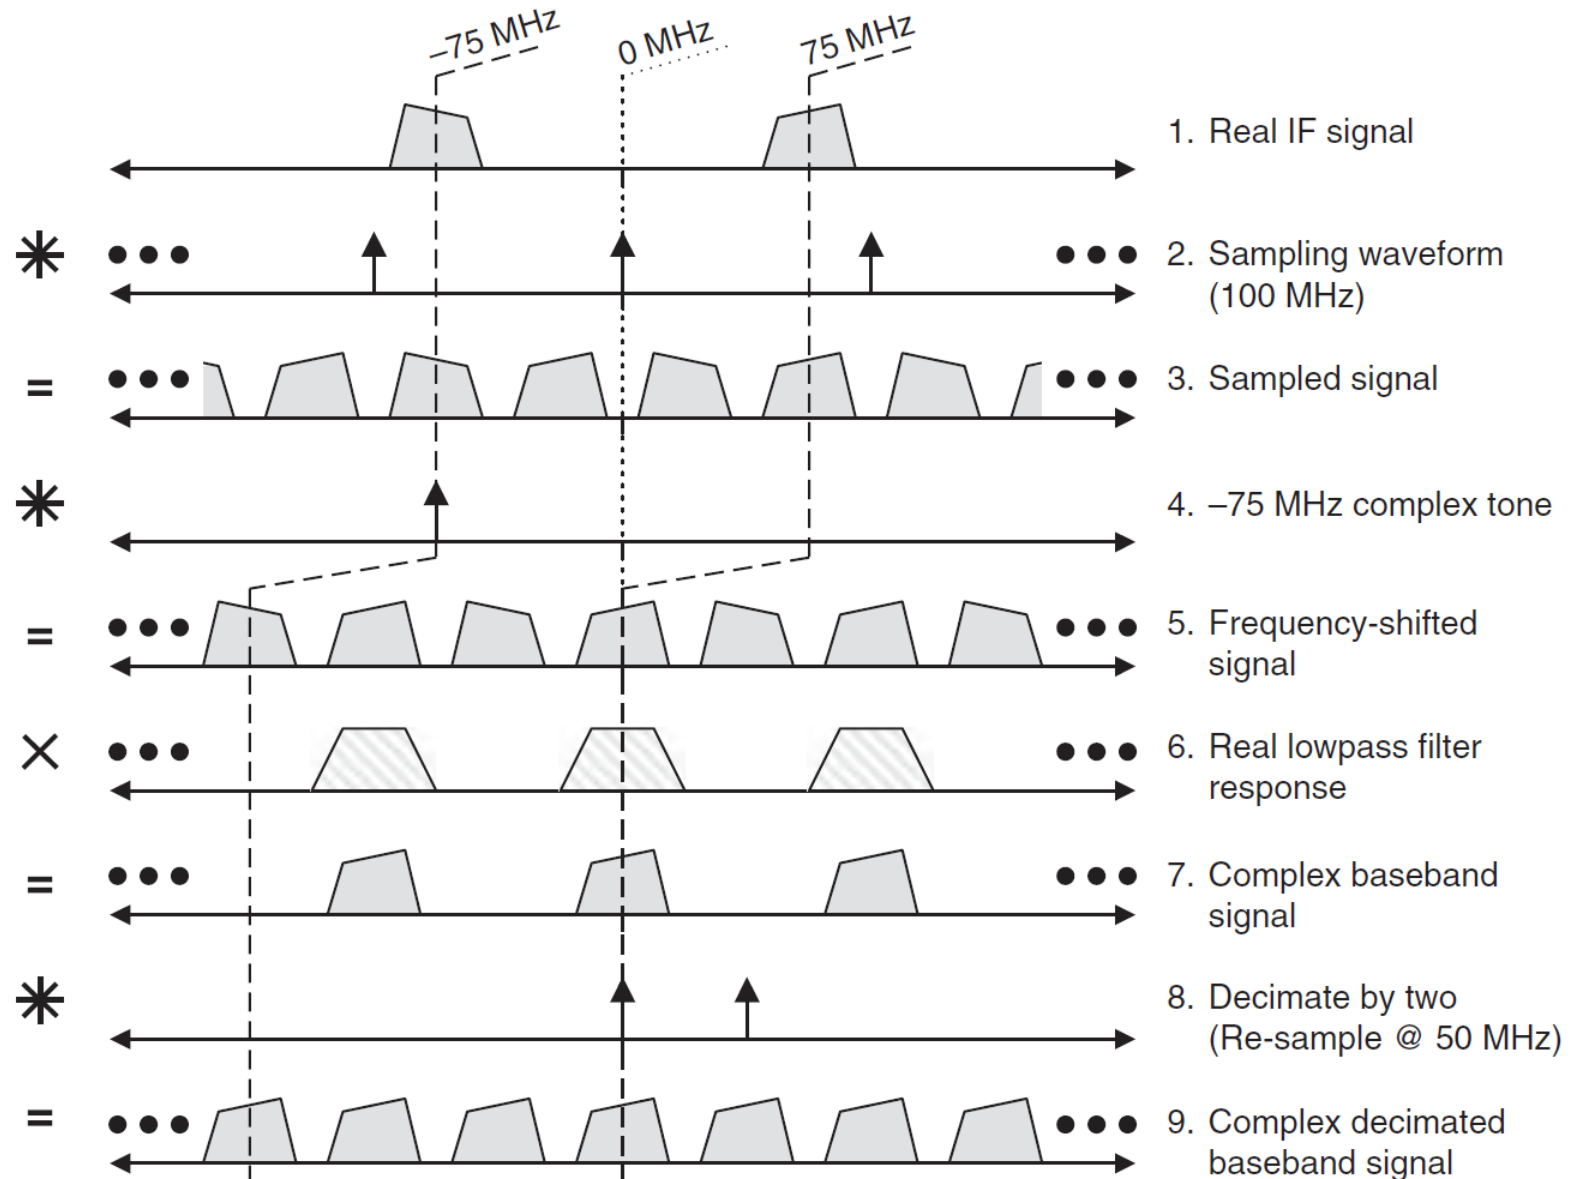 –75 MHz
0 MHz
75 MHz
1. Real IF signal
2. Sampling waveform
(100 MHz)
3. Sampled signal
4. –75 MHz complex tone
5. Frequency-shifted
signal
6. Real lowpass filter
response
7. Complex baseband
signal
8. Decimate by two
(Re-sample @ 50 MHz)
9. Complex decimated
baseband signal